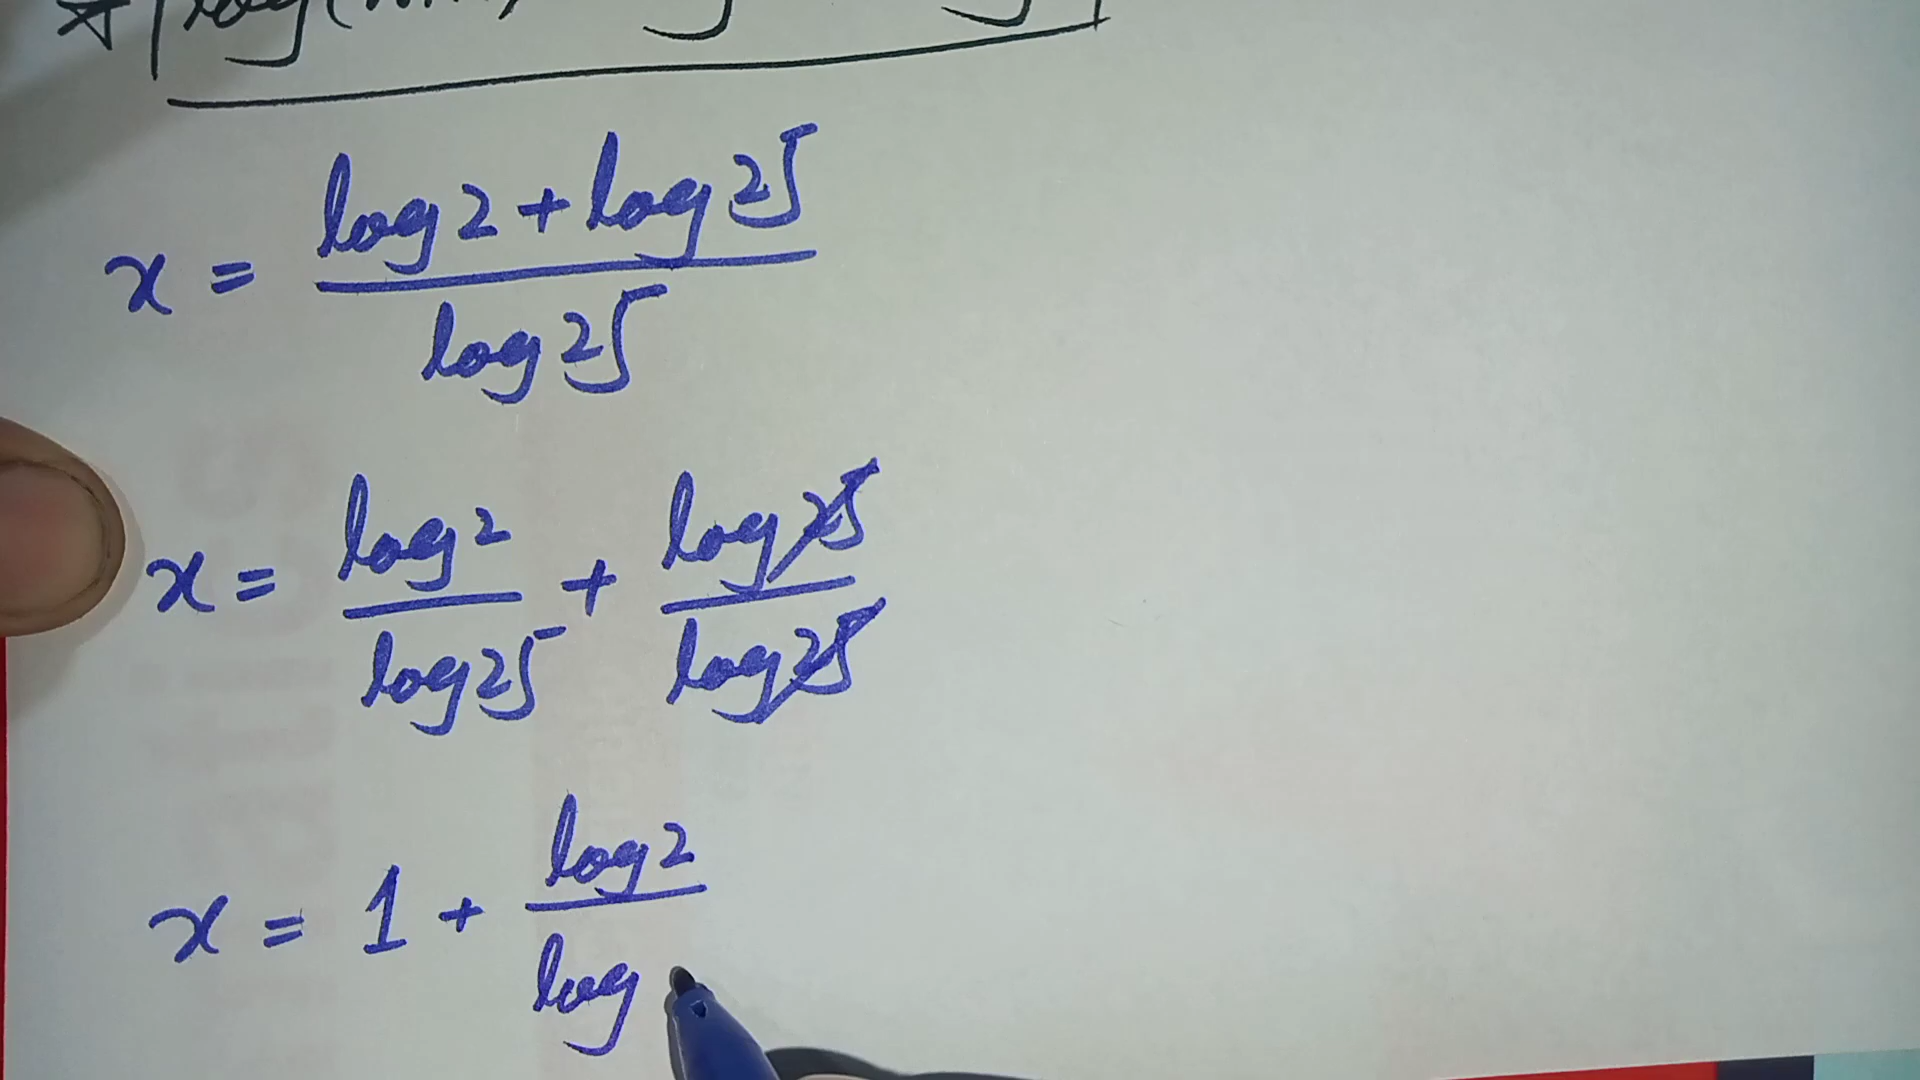 x = (log 2 + log 25) / log 25
x = log 2 / log 25 + log 25 / log 25
x = 1 + log 2 / log